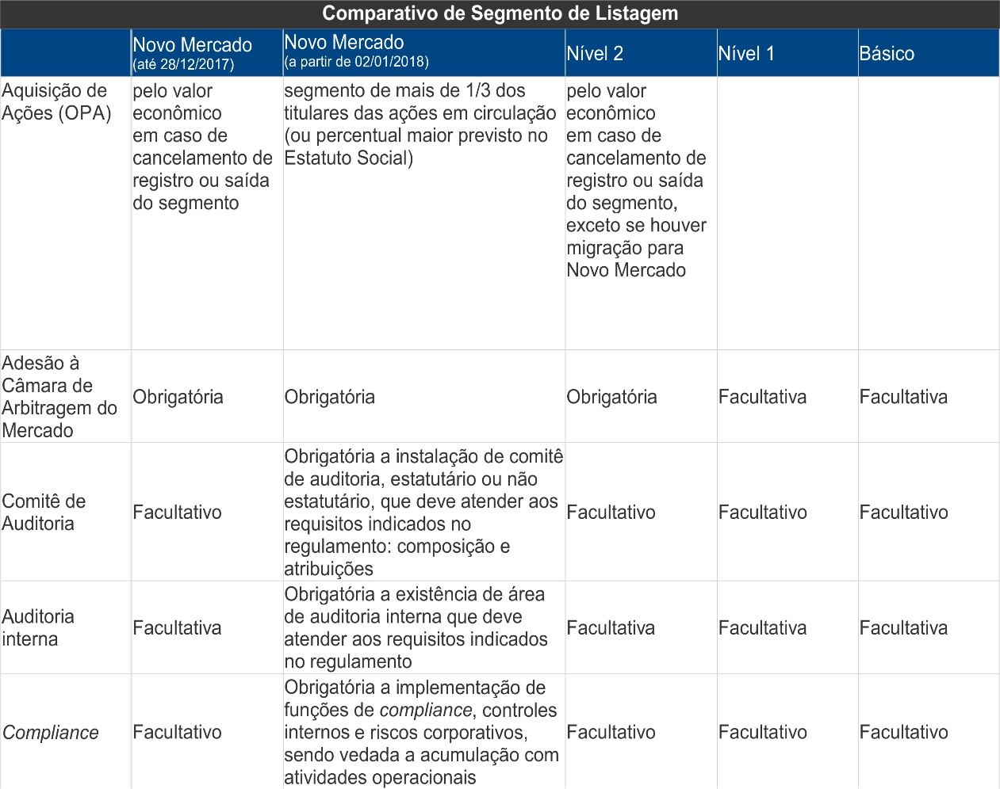 Comparativo de Segmento de Listagem
Novo Mercado
(até 28/12/2017)
Novo Mercado
(a partir de 02/01/2018)
Nível 2
Nível 1
Básico
Aquisição de
Ações (OPA)
pelo valor
econômico
em caso de
cancelamento de
registro ou saída
do segmento
segmento de mais de 1/3 dos
titulares das ações em circulação
(ou percentual maior previsto no
Estatuto Social)
pelo valor
econômico
em caso de
cancelamento de
registro ou saída
do segmento,
exceto se houver
migração para
Novo Mercado
Adesão à
Câmara de
Arbitragem do
Mercado
Obrigatória
Obrigatória
Obrigatória
Facultativa
Facultativa
Comitê de
Auditoria
Facultativo
Obrigatória a instalação de comitê
de auditoria, estatutário ou não
estatutário, que deve atender aos
requisitos indicados no
regulamento: composição e
atribuições
Facultativo
Facultativo
Facultativo
Auditoria
interna
Facultativa
Obrigatória a existência de área
de auditoria interna que deve
atender aos requisitos indicados
no regulamento
Facultativa
Facultativa
Facultativa
Compliance
Facultativo
Obrigatória a implementação de
funções de compliance, controles
internos e riscos corporativos,
sendo vedada a acumulação com
atividades operacionais
Facultativo
Facultativo
Facultativo